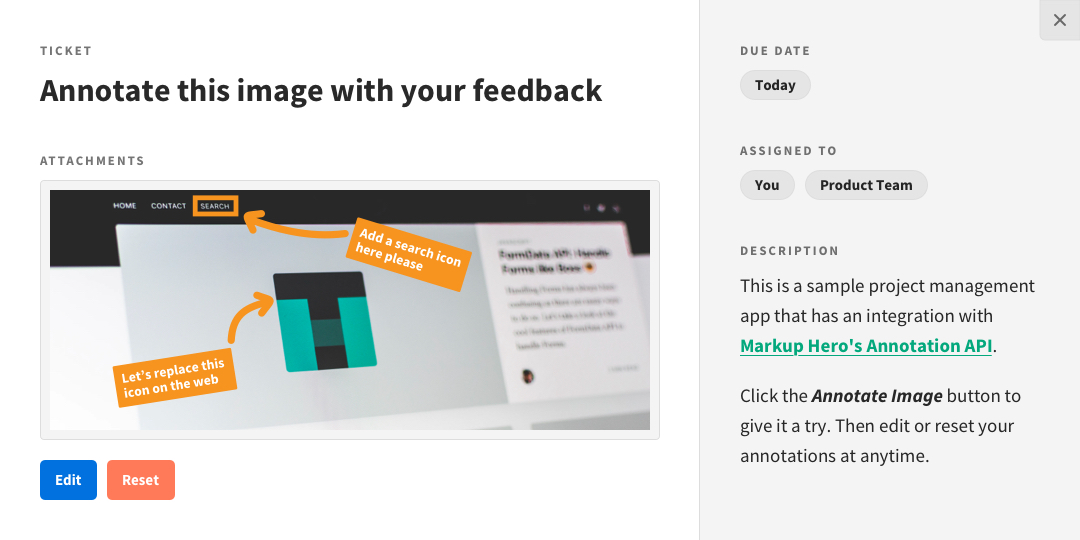 TICKET
Annotate this image with your feedback
ATTACHMENTS
HOME CONTACT SEARCH
Add a search icon
here please
FormData API: Handle
Forms like Boss
Let's replace this
icon on the web
Edit Reset
DUE DATE
Today
ASSIGNED TO
You Product Team
DESCRIPTION
This is a sample project management
app that has an integration with
Markup Hero's Annotation API.
Click the Annotate Image button to
give it a try. Then edit or reset your
annotations at anytime.